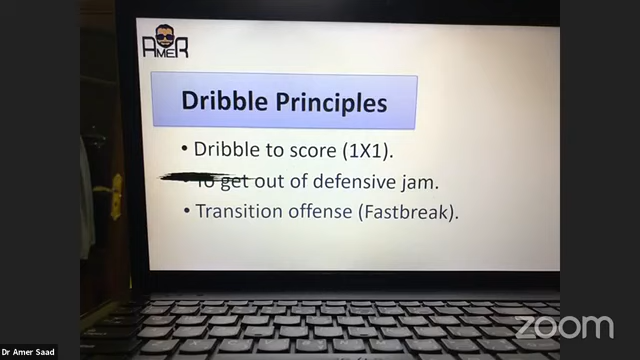 AMER
Dribble Principles
• Dribble to score (1X1).
To get out of defensive jam.
• Transition offense (Fastbreak).
zoom
Dr Amer Saad